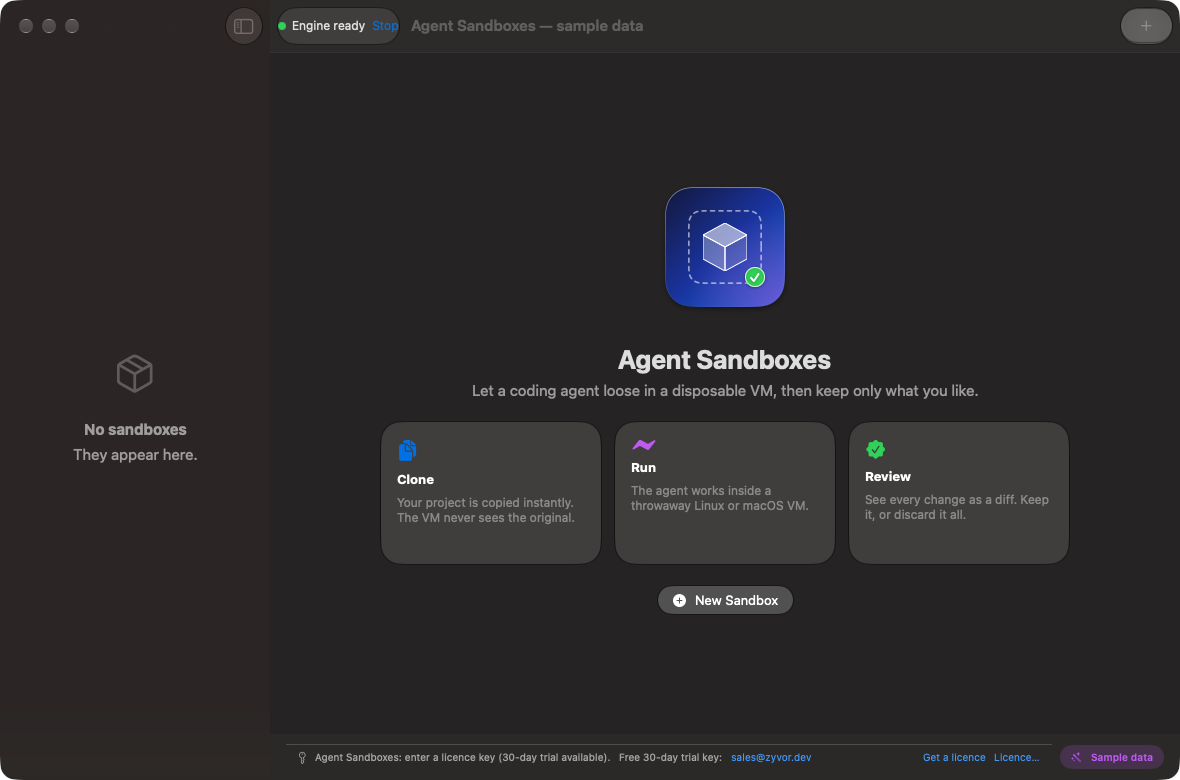 Engine ready Stop Agent Sandboxes — sample data
No sandboxes
They appear here.
Agent Sandboxes
Let a coding agent loose in a disposable VM, then keep only what you like.
Clone
Your project is copied instantly.
The VM never sees the original.
Run
The agent works inside a
throwaway Linux or macOS VM.
Review
See every change as a diff. Keep
it, or discard it all.
New Sandbox
Agent Sandboxes: enter a licence key (30-day trial available). Free 30-day trial key: sales@zyvor.dev Get a licence Licence... Sample data